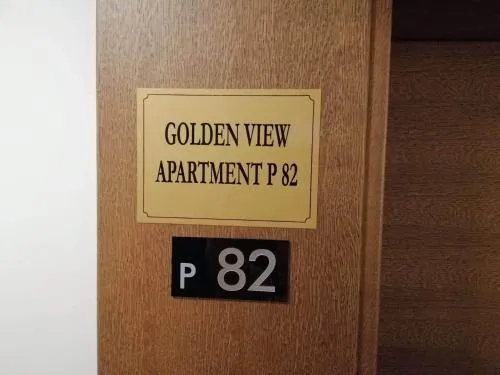 GOLDEN VIEW
APARTMENT P 82
P 82